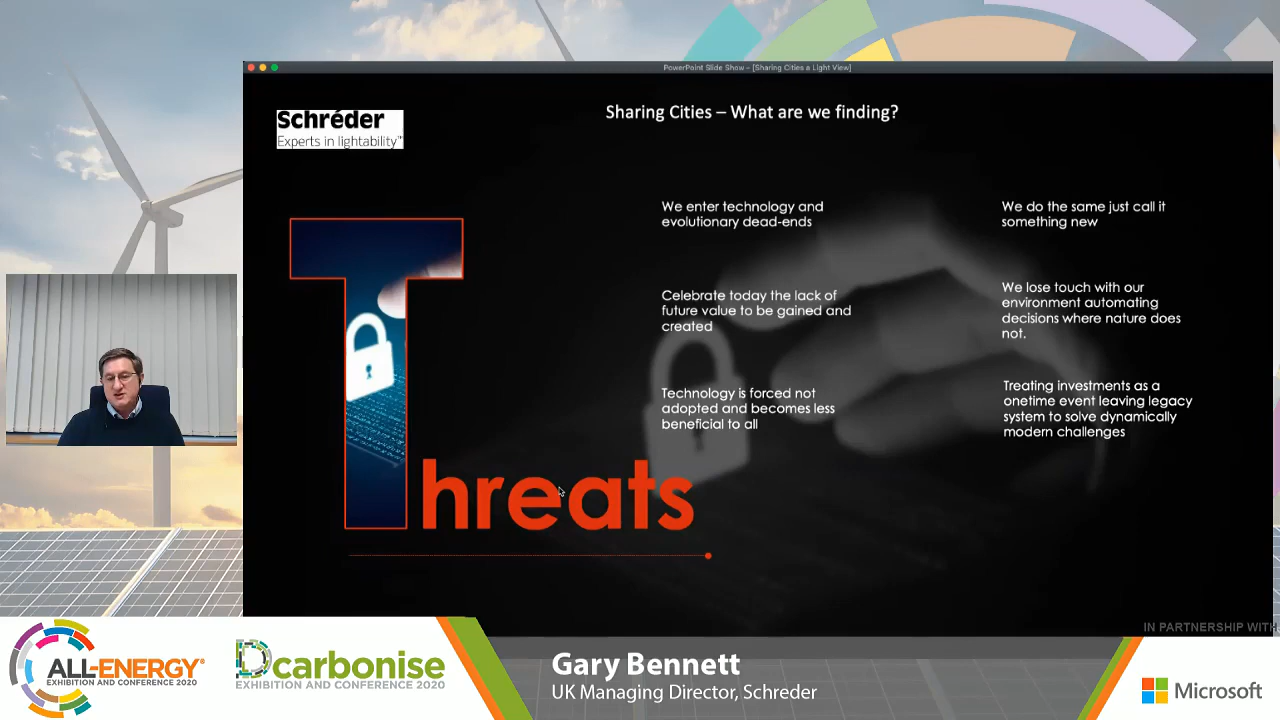 PowerPoint Slide Show – [Sharing Cities a Light View]
Schréder
Experts in lightability™
Sharing Cities – What are we finding?
We enter technology and
evolutionary dead-ends
Celebrate today the lack of
future value to be gained and
created
Technology is forced not
adopted and becomes less
beneficial to all
We do the same just call it
something new
We lose touch with our
environment automating
decisions where nature does
not.
Treating investments as a
onetime event leaving legacy
system to solve dynamically
modern challenges
Threats
IN PARTNERSHIP WITH
ALL-ENERGY®
EXHIBITION AND CONFERENCE 2020
Dcarbonise
EXHIBITION AND CONFERENCE 2020
Gary Bennett
UK Managing Director, Schreder
Microsoft